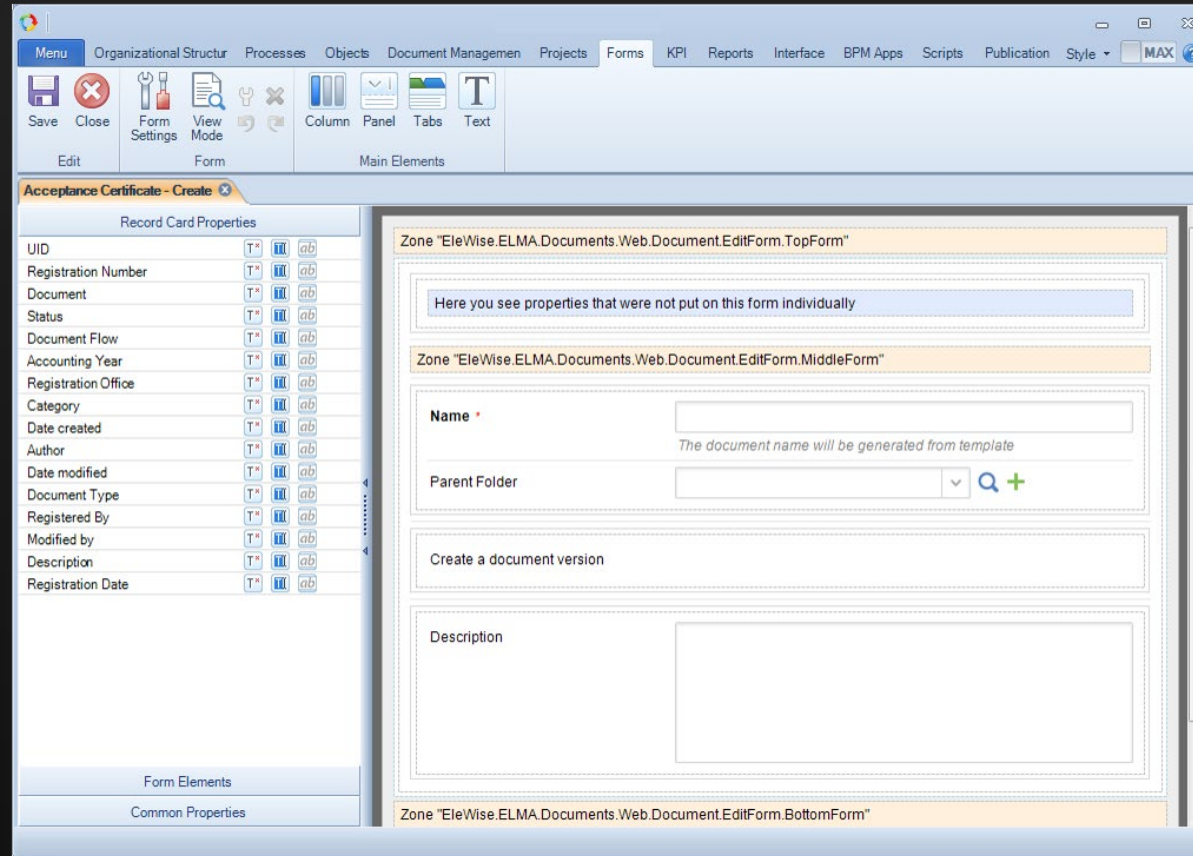 Menu Organizational Structur Processes Objects Document Managemen Projects Forms KPI Reports Interface BPM Apps Scripts Publication Style MAX
Save Close Form Settings View Mode Column Panel Tabs Text
Edit Form Main Elements
Acceptance Certificate - Create
Record Card Properties
UID
Registration Number
Document
Status
Document Flow
Accounting Year
Registration Office
Category
Date created
Author
Date modified
Document Type
Registered By
Modified by
Description
Registration Date
Form Elements
Common Properties
Zone "EleWise.ELMA.Documents.Web.Document.EditForm.TopForm"
Here you see properties that were not put on this form individually
Zone "EleWise.ELMA.Documents.Web.Document.EditForm.MiddleForm"
Name *
The document name will be generated from template
Parent Folder
Create a document version
Description
Zone "EleWise.ELMA.Documents.Web.Document.EditForm.BottomForm"